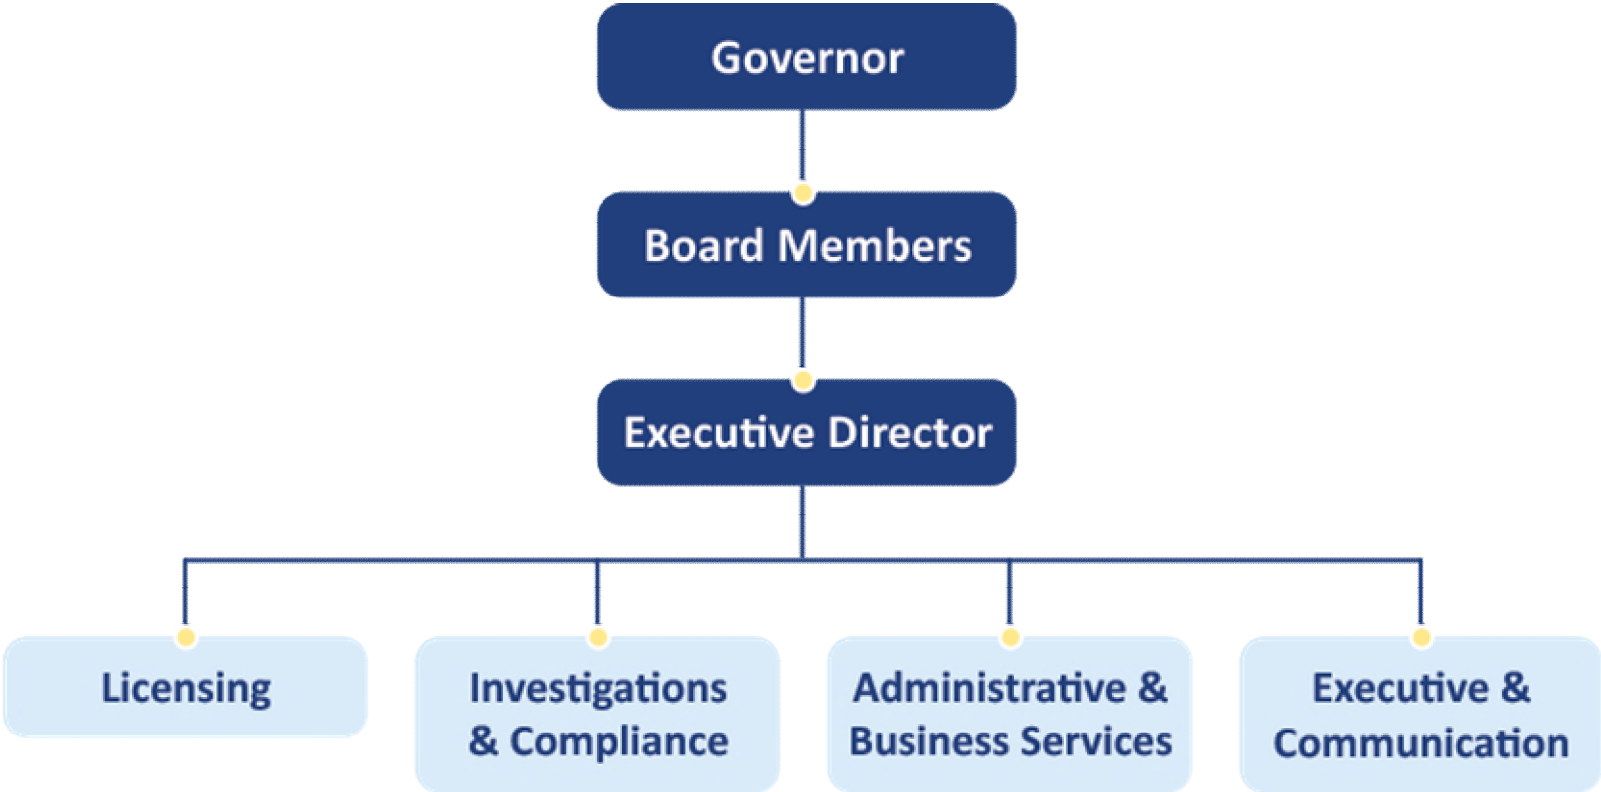 Governor
Board Members
Executive Director
Licensing
Investigations
& Compliance
Administrative &
Business Services
Executive &
Communication